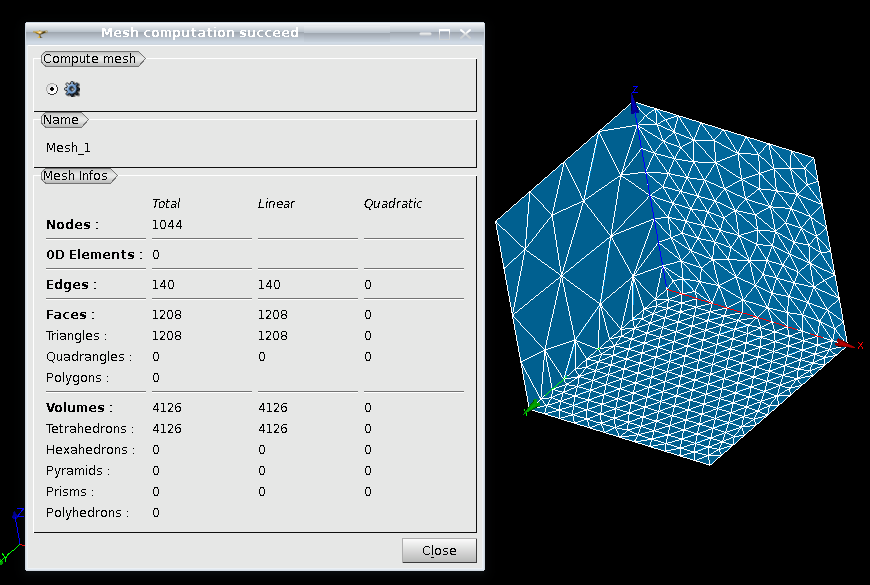 Mesh computation succeed
Compute mesh
Name
Mesh_1
Mesh Infos
Total Linear Quadratic
Nodes : 1044
0D Elements : 0
Edges : 140 140 0
Faces : 1208 1208 0
Triangles : 1208 1208 0
Quadrangles : 0 0 0
Polygons : 0
Volumes : 4126 4126 0
Tetrahedrons : 4126 4126 0
Hexahedrons : 0 0 0
Pyramids : 0 0 0
Prisms : 0 0 0
Polyhedrons : 0
Close
Z
X
Z
Y